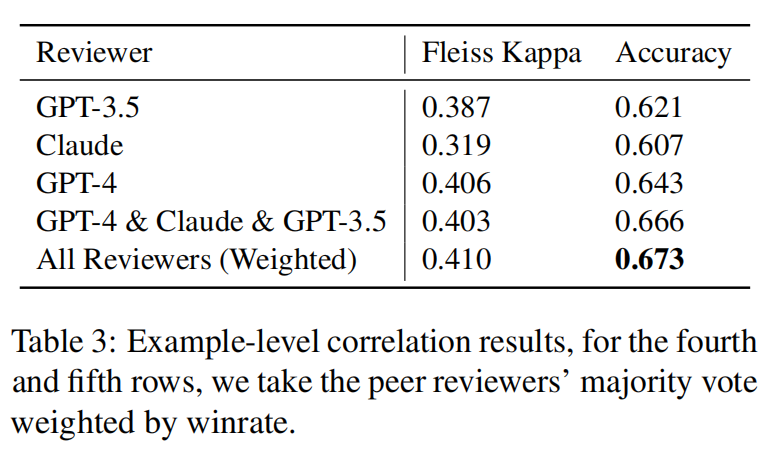 Reviewer Fleiss Kappa Accuracy
GPT-3.5 0.387 0.621
Claude 0.319 0.607
GPT-4 0.406 0.643
GPT-4 & Claude & GPT-3.5 0.403 0.666
All Reviewers (Weighted) 0.410 0.673
Table 3: Example-level correlation results, for the fourth
and fifth rows, we take the peer reviewers’ majority vote
weighted by winrate.